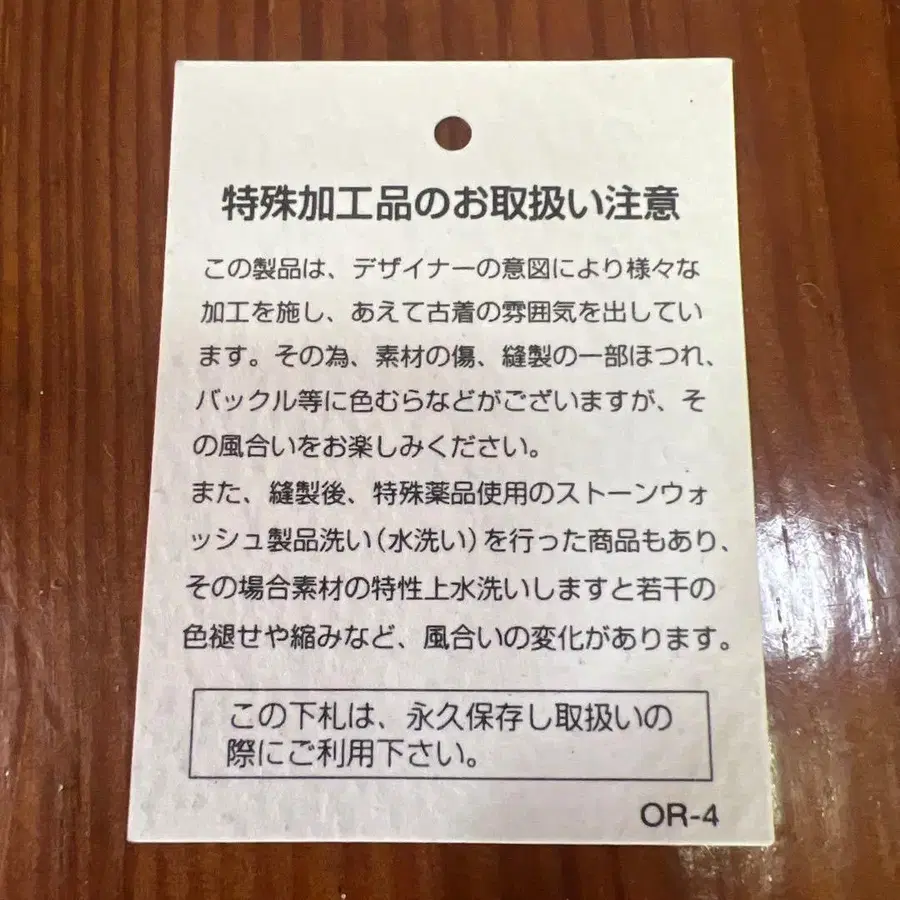 特殊加工品のお取扱い注意
この製品は、デザイナーの意図により様々な
加工を施し、あえて古着の雰囲気を出してい
ます。その為、素材の傷、縫製の一部ほつれ、
バックル等に色むらなどがございますが、そ
の風合いをお楽しみください。
また、縫製後、特殊薬品使用のストーンウォ
ッシュ製品洗い(水洗い)を行った商品もあり、
その場合素材の特性上水洗いしますと若干の
色褪せや縮みなど、風合いの変化があります。
この下札は、永久保存し取扱いの
際にご利用下さい。
OR-4